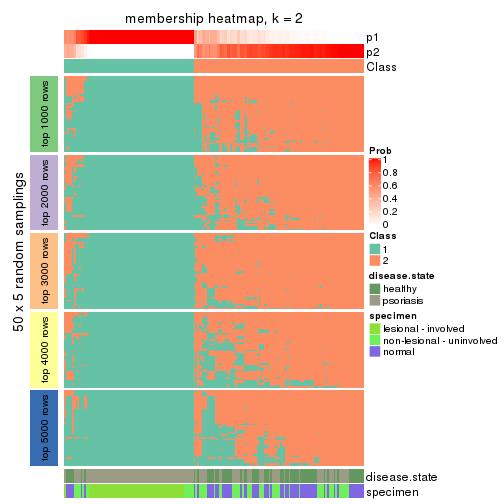 membership heatmap, k = 2
p1
p2
Class
50 x 5 random samplings
top 1000 rows
top 2000 rows
top 3000 rows
top 4000 rows
top 5000 rows
Prob
1
0.8
0.6
0.4
0.2
0
Class
1
2
disease.state
healthy
psoriasis
specimen
lesional - involved
non-lesional - uninvolved
normal
disease.state
specimen